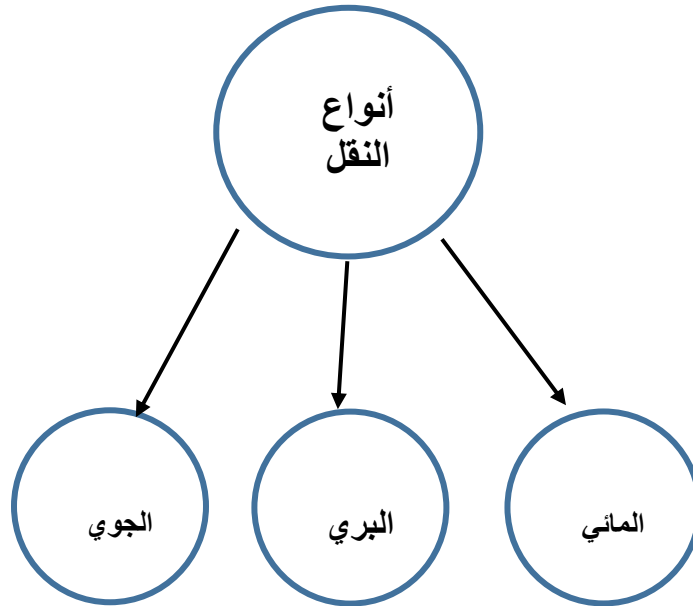 أنواع
النقل
المائي
البري
الجوي